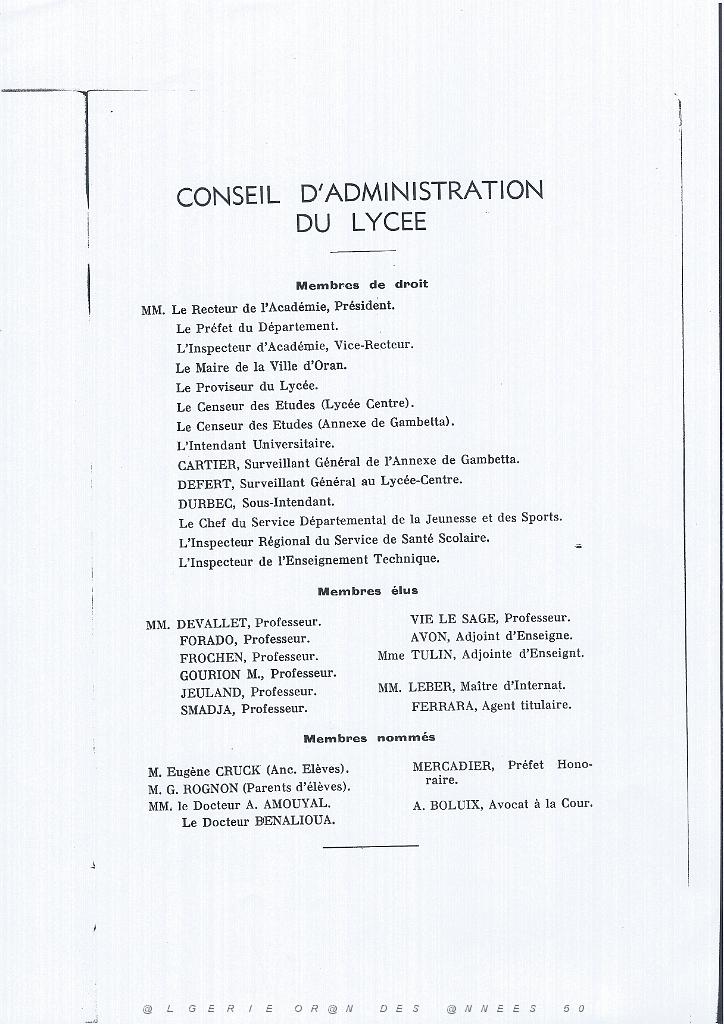 CONSEIL D'ADMINISTRATION
DU LYCEE
Membres de droit
MM. Le Recteur de l'Académie, Président.
Le Préfet du Département.
L'Inspecteur d'Académie, Vice-Recteur.
Le Maire de la Ville d'Oran.
Le Proviseur du Lycée.
Le Censeur des Etudes (Lycée Centre).
Le Censeur des Etudes (Annexe de Gambetta).
L'Intendant Universitaire.
CARTIER, Surveillant Général de l'Annexe de Gambetta.
DEFERT, Surveillant Général au Lycée-Centre.
DURBEC, Sous-Intendant.
Le Chef du Service Départemental de la Jeunesse et des Sports.
L'Inspecteur Régional du Service de Santé Scolaire.
L'Inspecteur de l'Enseignement Technique.
Membres élus
MM. DEVALLET, Professeur.
FORADO, Professeur.
FROCHEN, Professeur.
GOURION M., Professeur.
JEULAND, Professeur.
SMADJA, Professeur.
VIE LE SAGE, Professeur.
AVON, Adjoint d'Enseigne.
Mme TULIN, Adjointe d'Enseignt.
MM. LEBER, Maître d'Internat.
FERRARA, Agent titulaire.
Membres nommés
M. Eugène CRUCK (Anc. Elèves).
M. G. ROGNON (Parents d'élèves).
MM. le Docteur A. AMOUYAL.
Le Docteur BENALIOUA.
MERCADIER, Préfet Hono-
raire.
A. BOLUIX, Avocat à la Cour.
@ L G E R I E O R @ N D E S @ N N E E S 6 0